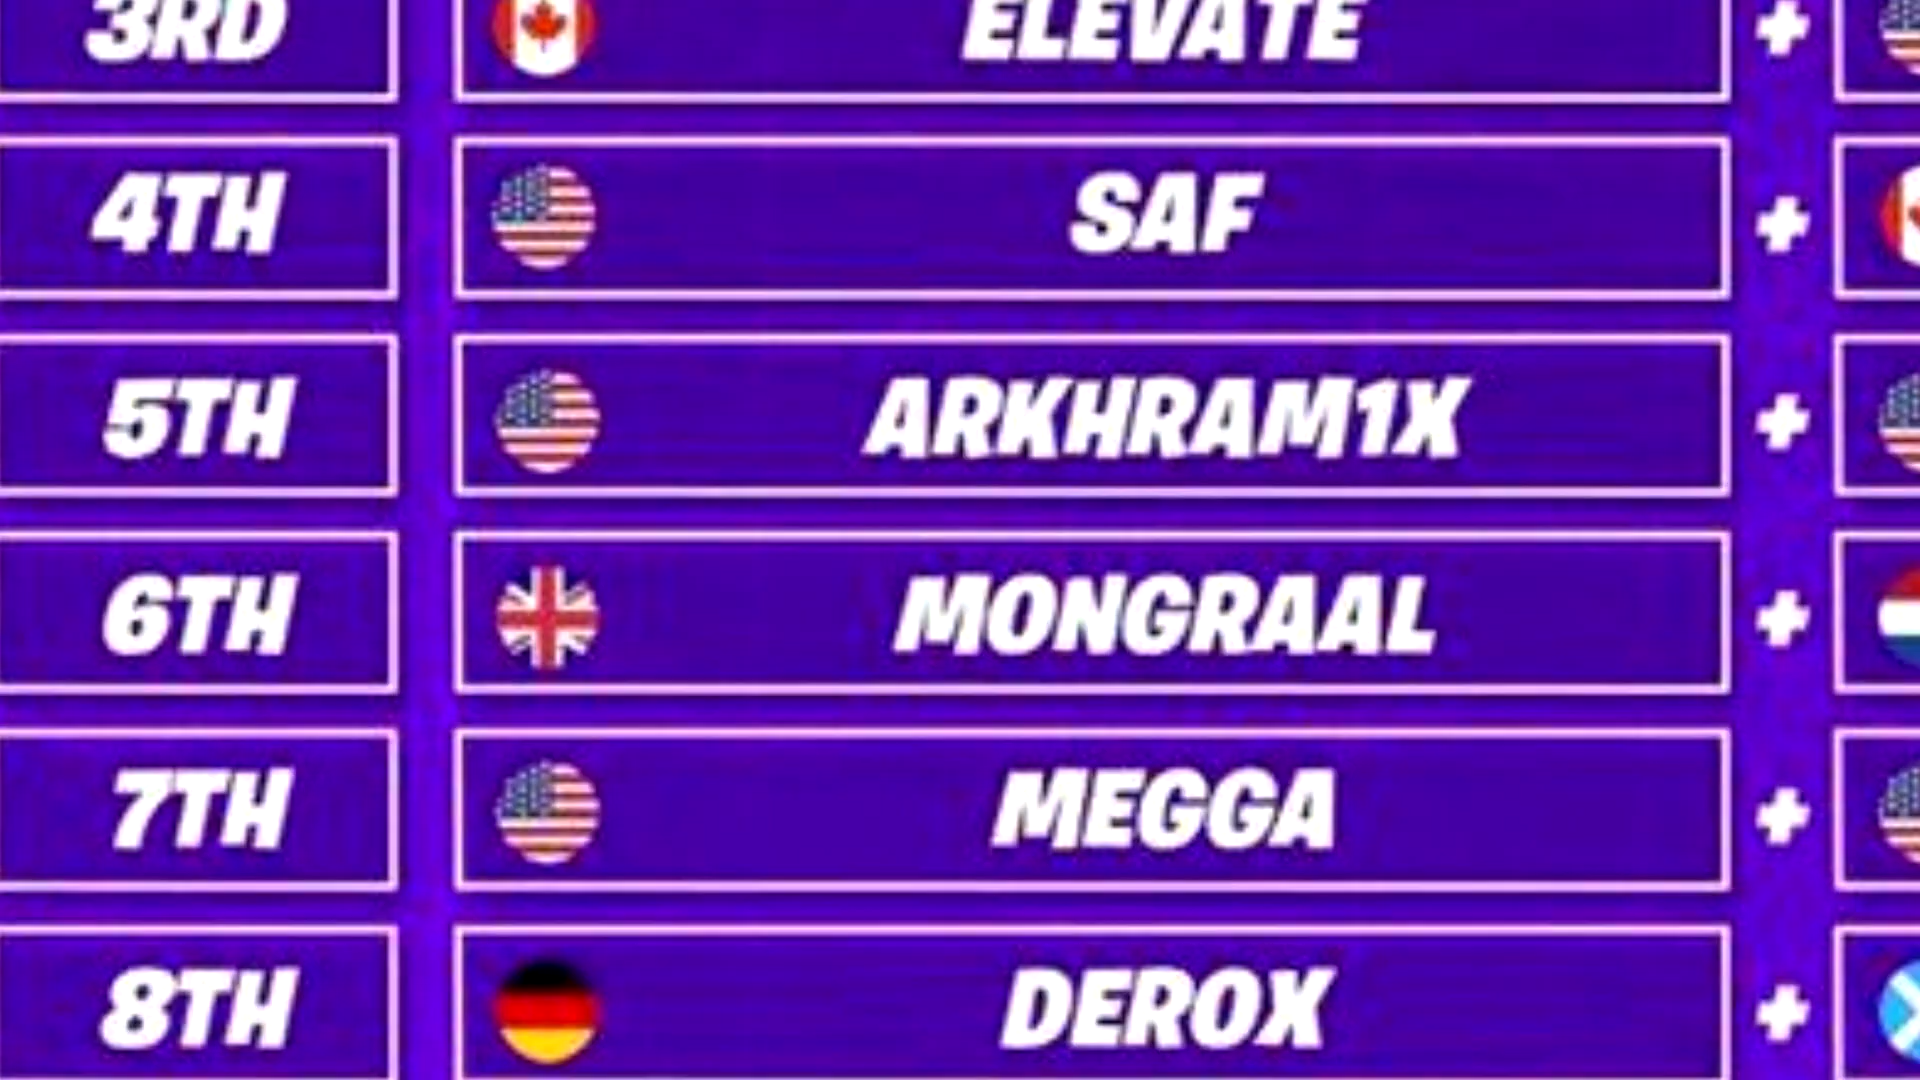 3RD ELEVATE +
4TH SAF +
5TH ARKHRAM1X +
6TH MONGRAAL +
7TH MEGGA +
8TH DEROX +